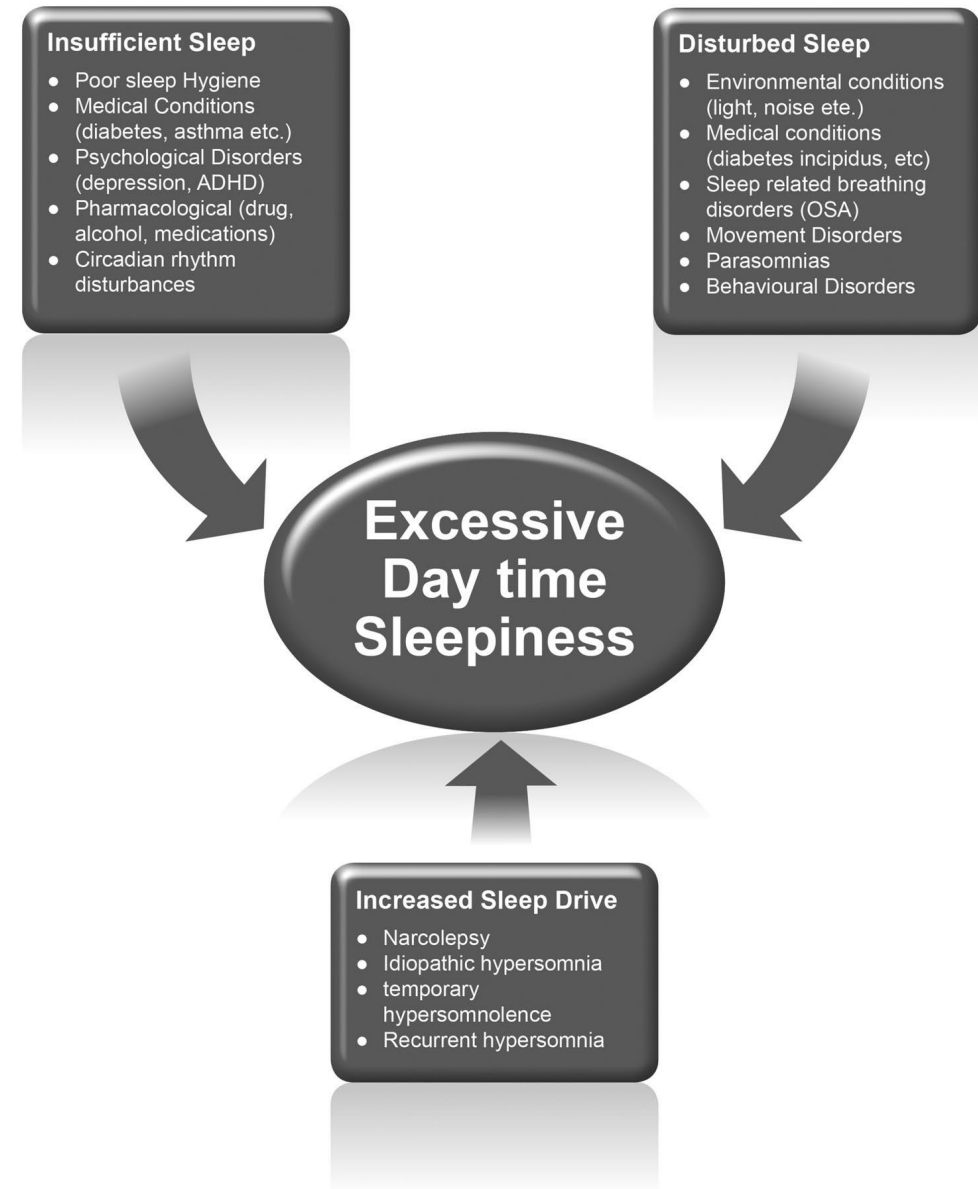 Insufficient Sleep
● Poor sleep Hygiene
● Medical Conditions
(diabetes, asthma etc.)
● Psychological Disorders
(depression, ADHD)
● Pharmacological (drug,
alcohol, medications)
● Circadian rhythm
disturbances
Disturbed Sleep
● Environmental conditions
(light, noise ete.)
● Medical conditions
(diabetes incipidus, etc)
● Sleep related breathing
disorders (OSA)
● Movement Disorders
● Parasomnias
● Behavioural Disorders
Excessive
Day time
Sleepiness
Increased Sleep Drive
● Narcolepsy
● Idiopathic hypersomnia
● temporary
hypersomnolence
● Recurrent hypersomnia